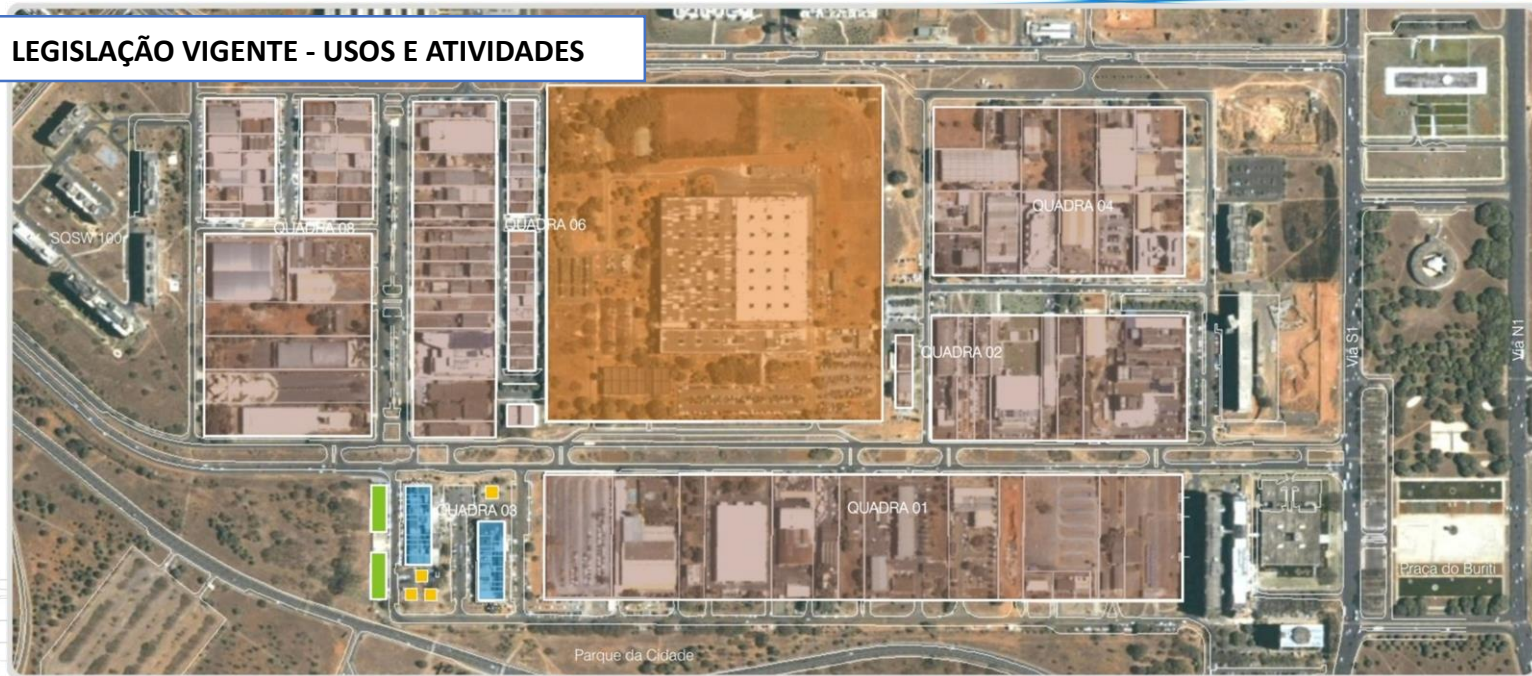 LEGISLAÇÃO VIGENTE - USOS E ATIVIDADES
QUADRA 04
QUADRA 06
QUADRA 08
SQSW 100
QUADRA 02
Via S1
Via N1
QUADRA 03
QUADRA 01
Praça do Buriti
Parque da Cidade